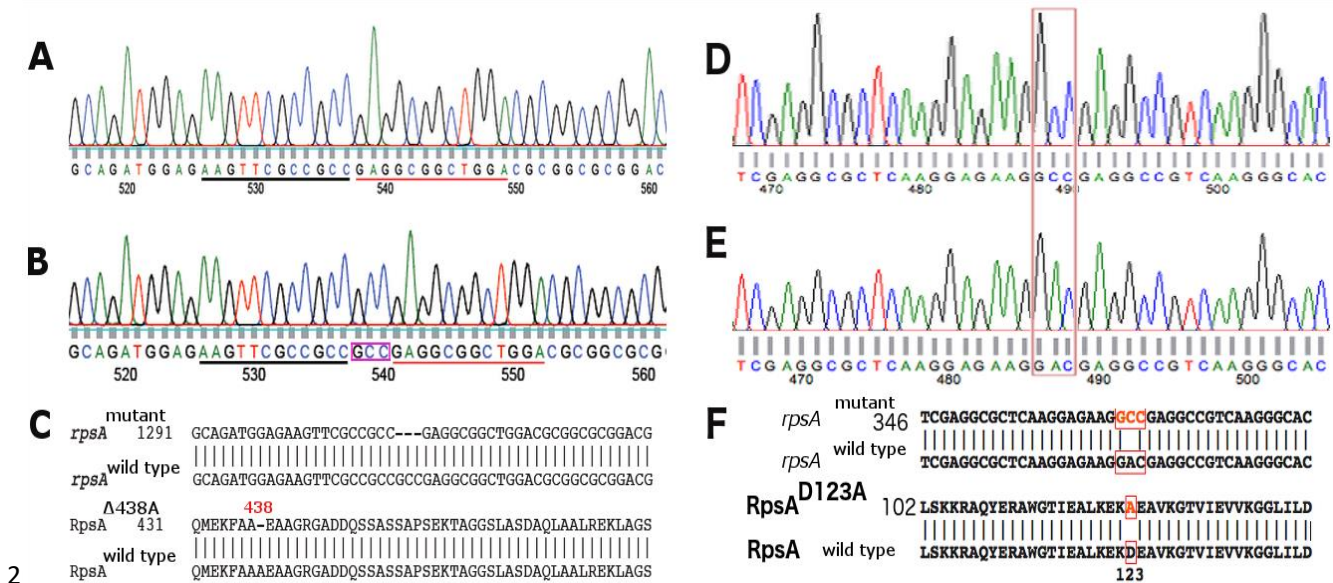 A
GCAGATGGAGAAGTTCGCCGCCGAGGCGGCTGGACGCGGCGCGGAC
520 530 540 550 560
B
GCAGATGGAGAAGTTCGCCGCCGCCGAGGCGGCTGGACGCGGCGCG
520 530 540 550 560
C
rpsA mutant 1291 GCAGATGGAGAAGTTCGCCGCC---GAGGCGGCTGGACGCGGCGCGGACG
rpsA wild type GCAGATGGAGAAGTTCGCCGCCGCCGAGGCGGCTGGACGCGGCGCGGACG
438
RpsA Δ438A 431 QMEKFAA-EAAGRGADDQSSASSAPSEKTAGGSLASDAQLAALREKLAGS
RpsA wild type QMEKFAAAEAAGRGADDQSSASSAPSEKTAGGSLASDAQLAALREKLAGS
2
D
TCGAGGCGCTCAAGGAGAAGGCCGAGGCCGTCAAGGGCAC
470 480 490 500
E
TCGAGGCGCTCAAGGAGAAGGACGAGGCCGTCAAGGGCAC
470 480 490 500
F
rpsA mutant 346 TCGAGGCGCTCAAGGAGAAGGCCGAGGCCGTCAAGGGCAC
rpsA wild type TCGAGGCGCTCAAGGAGAAGGACGAGGCCGTCAAGGGCAC
RpsA D123A 102 LSKKRAQYERAWGTIEALKEKAEAVKGTVIEVVKGGLILD
RpsA wild type LSKKRAQYERAWGTIEALKEKDEAVKGTVIEVVKGGLILD
123